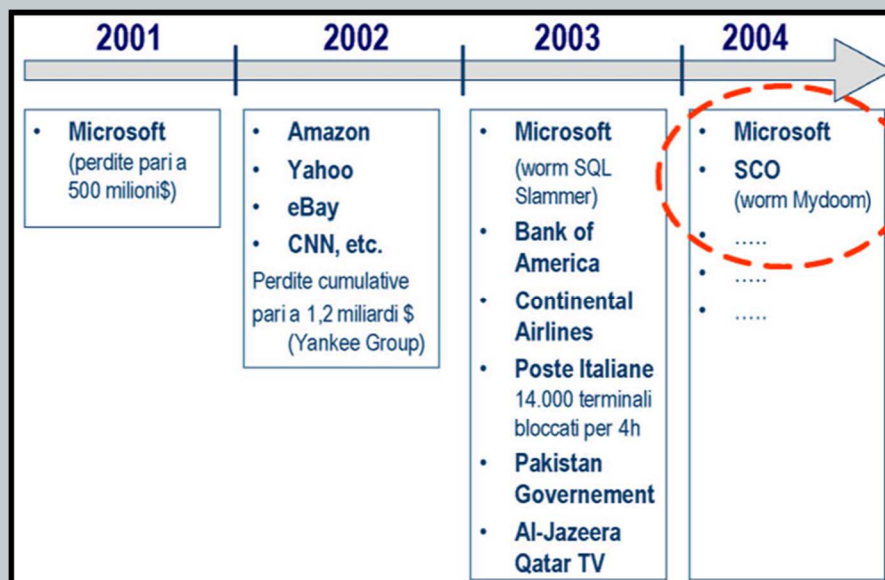 2001
2002
2003
2004
• Microsoft
(perdite pari a
500 milioni$)
• Amazon
• Yahoo
• eBay
• CNN, etc.
Perdite cumulative
pari a 1,2 miliardi $
(Yankee Group)
• Microsoft
(worm SQL
Slammer)
• Bank of
America
• Continental
Airlines
• Poste Italiane
14.000 terminali
bloccati per 4h
• Pakistan
Governement
• Al-Jazeera
Qatar TV
• Microsoft
• SCO
(worm Mydoom)
• .....
• .....
• .....